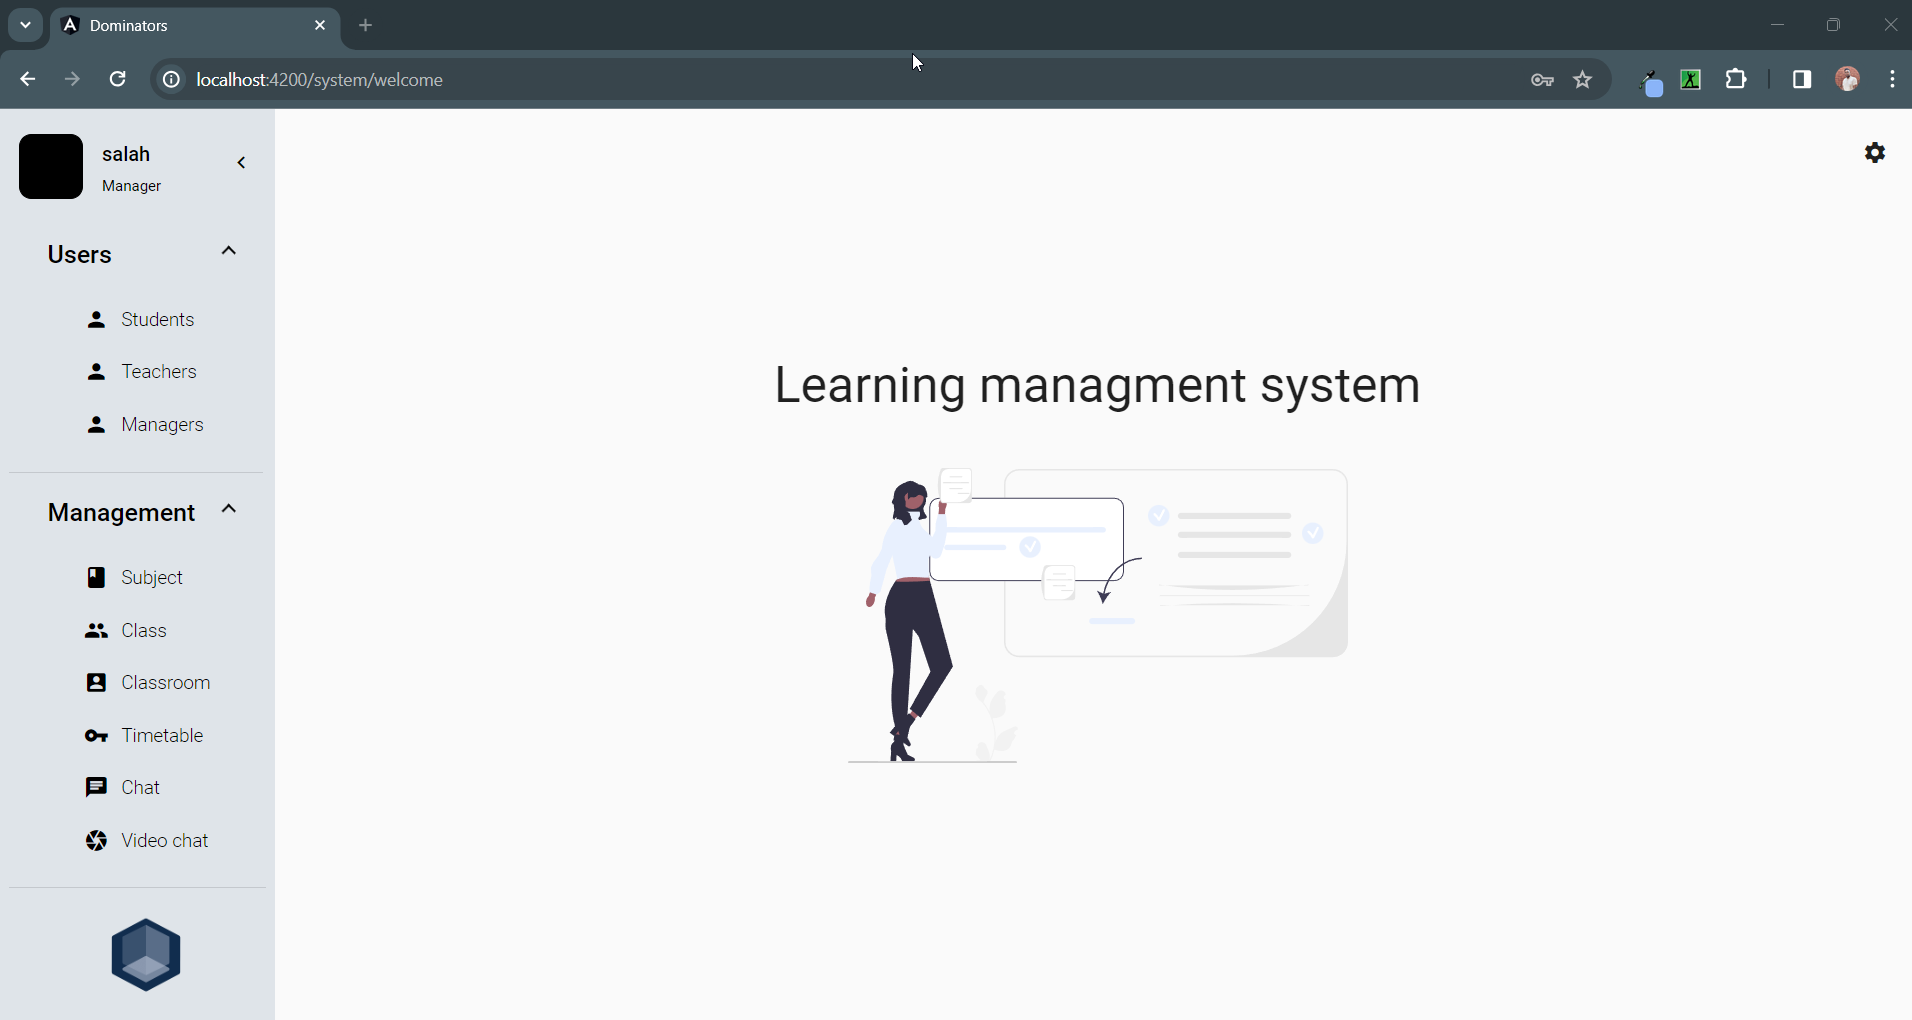 Dominators
localhost:4200/system/welcome
salah
Manager
Users
Students
Teachers
Managers
Management
Subject
Class
Classroom
Timetable
Chat
Video chat
Learning managment system